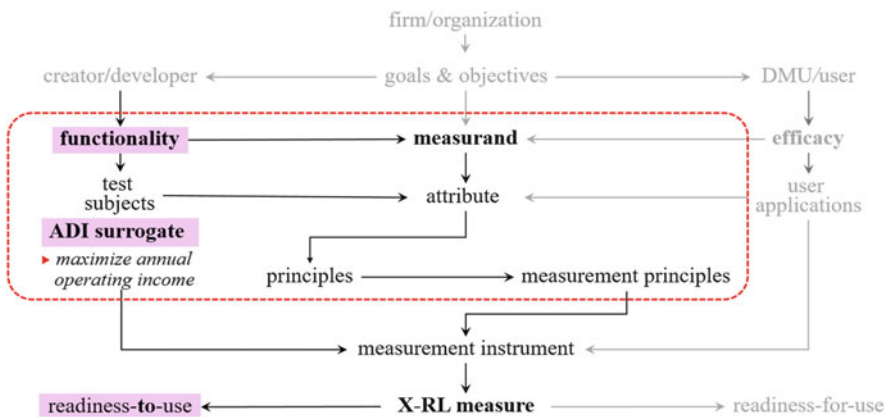 firm/organization
creator/developer
goals & objectives
DMU/user
functionality
measurand
efficacy
test
subjects
attribute
user
applications
ADI surrogate
▸ maximize annual
operating income
principles
measurement principles
measurement instrument
readiness-to-use
X-RL measure
readiness-for-use